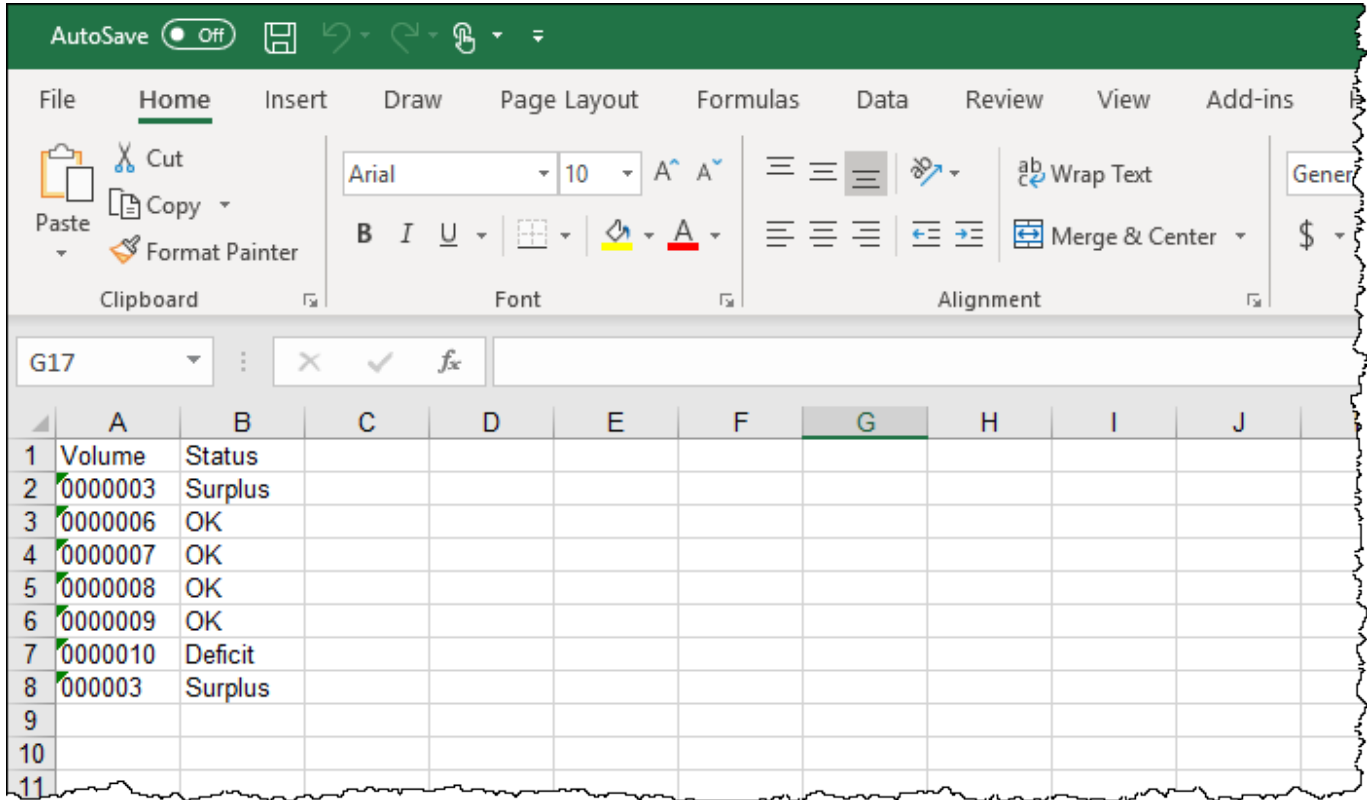 AutoSave Off
File Home Insert Draw Page Layout Formulas Data Review View Add-ins
Paste
Cut
Copy
Format Painter
Clipboard
Arial 10 A^ Aˇ
B I U A
Font
ab Wrap Text
Merge & Center
Alignment
Gener
$
G17 fx
A B C D E F G H I J
1 Volume Status
2 0000003 Surplus
3 0000006 OK
4 0000007 OK
5 0000008 OK
6 0000009 OK
7 0000010 Deficit
8 000003 Surplus
9
10
11